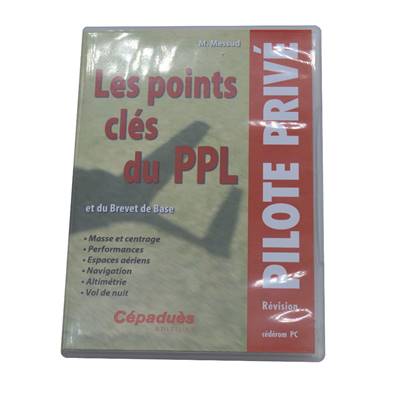 M. Messud
Les points
clés
du PPL
et du Brevet de Base
• Masse et centrage
• Performances
• Espaces aériens
• Navigation
• Altimétrie
• Vol de nuit
Cépaduès
EDITIONS
PILOTE PRIVÉ
Révision
cédérom PC